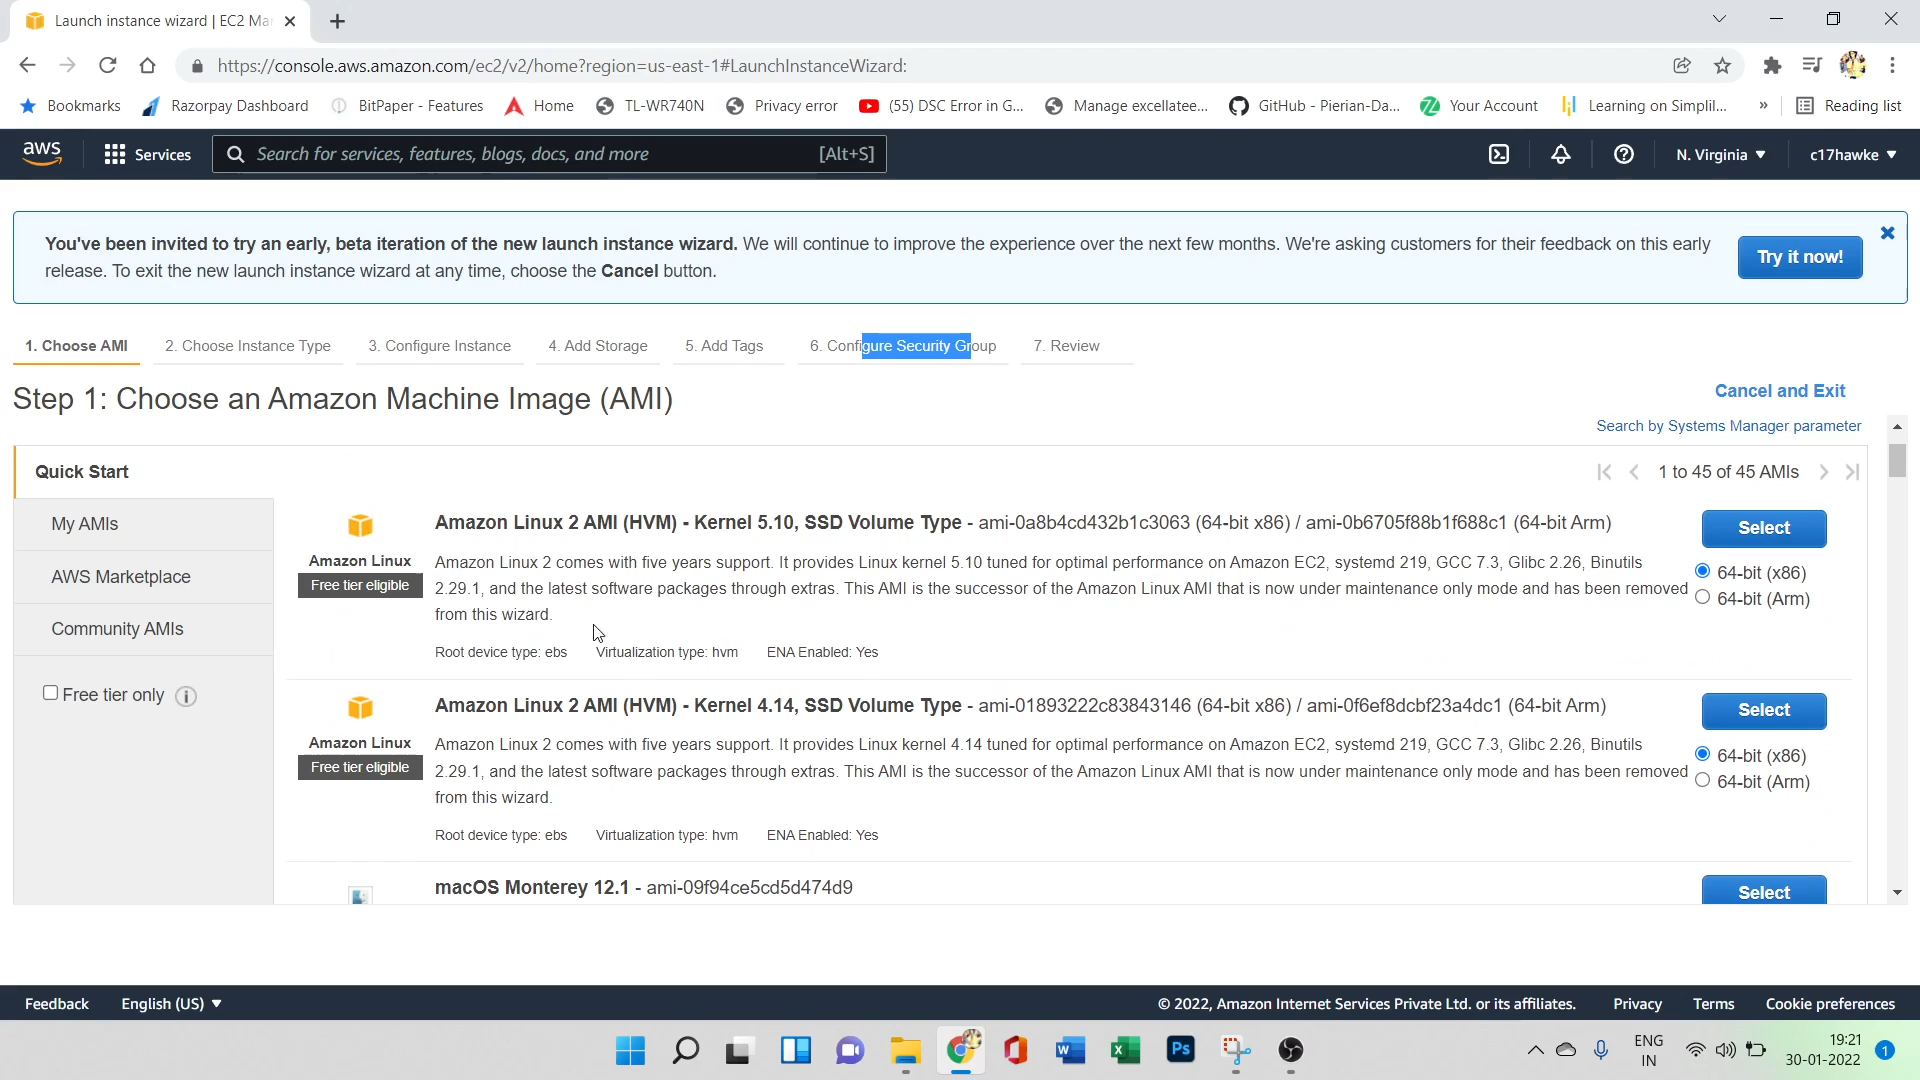 Launch instance wizard | EC2 Ma
https://console.aws.amazon.com/ec2/v2/home?region=us-east-1#LaunchInstanceWizard:
Bookmarks Razorpay Dashboard BitPaper - Features Home TL-WR740N Privacy error (55) DSC Error in G... Manage excellatee... GitHub - Pierian-Da... Your Account Learning on Simplil... » Reading list
aws Services Search for services, features, blogs, docs, and more [Alt+S] N. Virginia c17hawke
You've been invited to try an early, beta iteration of the new launch instance wizard. We will continue to improve the experience over the next few months. We're asking customers for their feedback on this early
release. To exit the new launch instance wizard at any time, choose the Cancel button.
Try it now!
1. Choose AMI 2. Choose Instance Type 3. Configure Instance 4. Add Storage 5. Add Tags 6. Configure Security Group 7. Review
Step 1: Choose an Amazon Machine Image (AMI)
Cancel and Exit
Search by Systems Manager parameter
Quick Start
1 to 45 of 45 AMIs
My AMIs
AWS Marketplace
Community AMIs
Free tier only
Amazon Linux
Free tier eligible
Amazon Linux 2 AMI (HVM) - Kernel 5.10, SSD Volume Type - ami-0a8b4cd432b1c3063 (64-bit x86) / ami-0b6705f88b1f688c1 (64-bit Arm)
Amazon Linux 2 comes with five years support. It provides Linux kernel 5.10 tuned for optimal performance on Amazon EC2, systemd 219, GCC 7.3, Glibc 2.26, Binutils
2.29.1, and the latest software packages through extras. This AMI is the successor of the Amazon Linux AMI that is now under maintenance only mode and has been removed
from this wizard.
Root device type: ebs Virtualization type: hvm ENA Enabled: Yes
Select
64-bit (x86)
64-bit (Arm)
Amazon Linux
Free tier eligible
Amazon Linux 2 AMI (HVM) - Kernel 4.14, SSD Volume Type - ami-01893222c83843146 (64-bit x86) / ami-0f6ef8dcbf23a4dc1 (64-bit Arm)
Amazon Linux 2 comes with five years support. It provides Linux kernel 4.14 tuned for optimal performance on Amazon EC2, systemd 219, GCC 7.3, Glibc 2.26, Binutils
2.29.1, and the latest software packages through extras. This AMI is the successor of the Amazon Linux AMI that is now under maintenance only mode and has been removed
from this wizard.
Root device type: ebs Virtualization type: hvm ENA Enabled: Yes
Select
64-bit (x86)
64-bit (Arm)
macOS Monterey 12.1 - ami-09f94ce5cd5d474d9
Select
Feedback English (US) © 2022, Amazon Internet Services Private Ltd. or its affiliates. Privacy Terms Cookie preferences
Ps
ENG
IN
19:21
30-01-2022
1